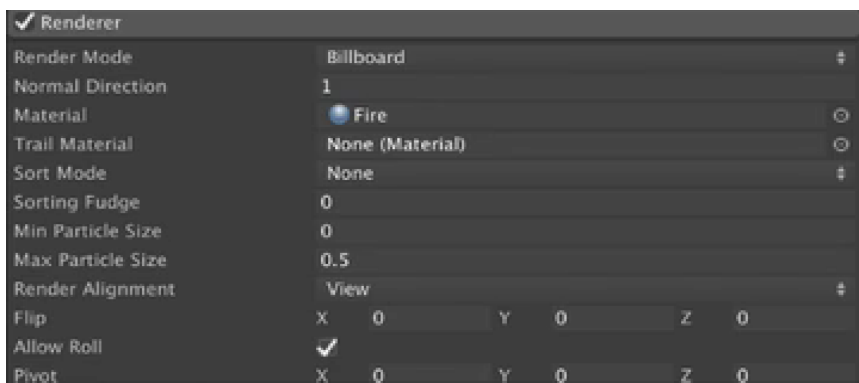 Renderer
Render Mode Billboard
Normal Direction 1
Material Fire
Trail Material None (Material)
Sort Mode None
Sorting Fudge 0
Min Particle Size 0
Max Particle Size 0.5
Render Alignment View
Flip X 0 Y 0 Z 0
Allow Roll
Pivot X 0 Y 0 Z 0